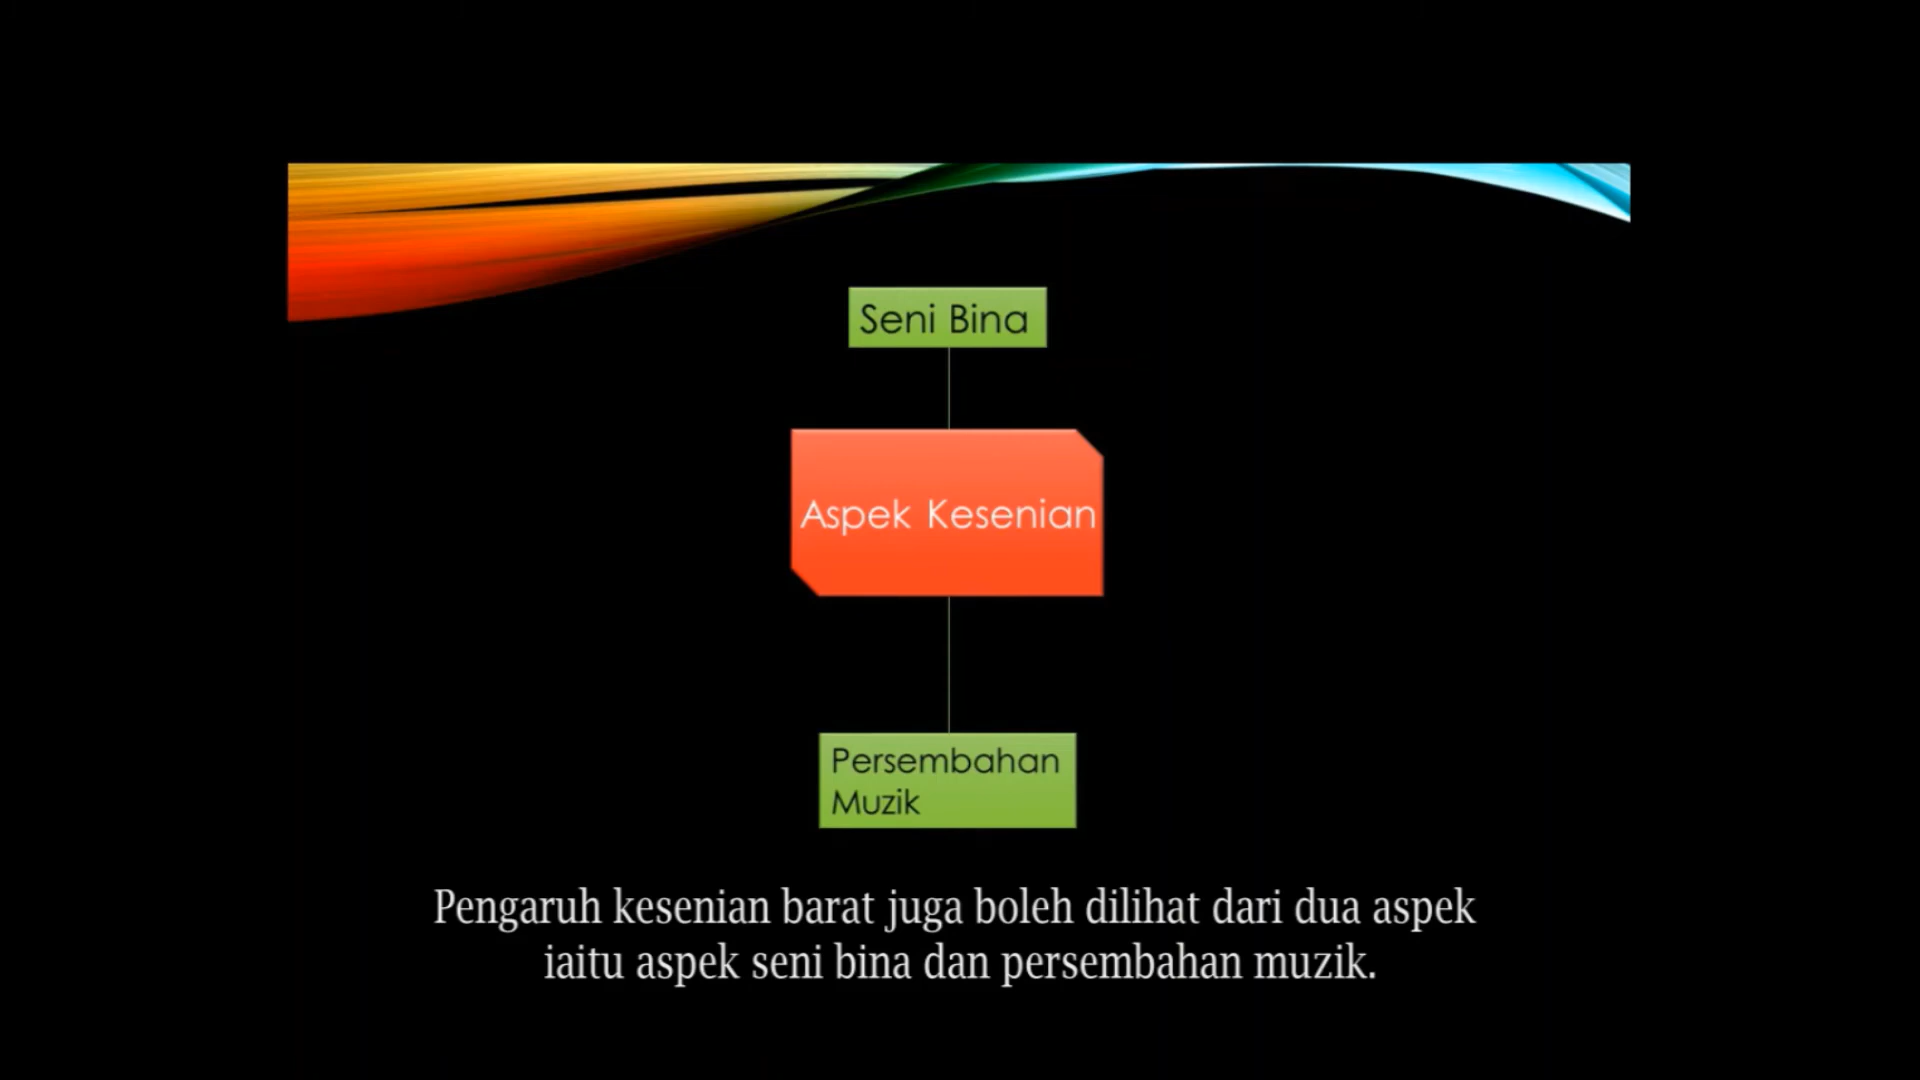 Seni Bina
Aspek Kesenian
Persembahan
Muzik
Pengaruh kesenian barat juga boleh dilihat dari dua aspek
iaitu aspek seni bina dan persembahan muzik.